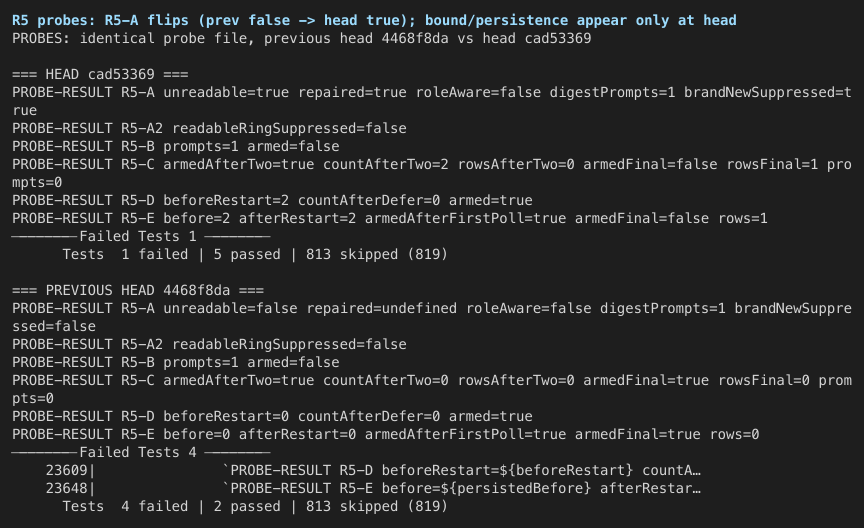 R5 probes: R5-A flips (prev false -> head true); bound/persistence appear only at head
PROBES: identical probe file, previous head 4468f8da vs head cad53369
=== HEAD cad53369 ===
PROBE-RESULT R5-A unreadable=true repaired=true roleAware=false digestPrompts=1 brandNewSuppressed=t
rue
PROBE-RESULT R5-A2 readableRingSuppressed=false
PROBE-RESULT R5-B prompts=1 armed=false
PROBE-RESULT R5-C armedAfterTwo=true countAfterTwo=2 rowsAfterTwo=0 armedFinal=false rowsFinal=1 pro
mpts=0
PROBE-RESULT R5-D beforeRestart=2 countAfterDefer=0 armed=true
PROBE-RESULT R5-E before=2 afterRestart=2 armedAfterFirstPoll=true armedFinal=false rows=1
———————Failed Tests 1 ———————
Tests  1 failed | 5 passed | 813 skipped (819)
=== PREVIOUS HEAD 4468f8da ===
PROBE-RESULT R5-A unreadable=false repaired=undefined roleAware=false digestPrompts=1 brandNewSuppre
ssed=false
PROBE-RESULT R5-A2 readableRingSuppressed=false
PROBE-RESULT R5-B prompts=1 armed=false
PROBE-RESULT R5-C armedAfterTwo=true countAfterTwo=0 rowsAfterTwo=0 armedFinal=true rowsFinal=0 prom
pts=0
PROBE-RESULT R5-D beforeRestart=0 countAfterDefer=0 armed=true
PROBE-RESULT R5-E before=0 afterRestart=0 armedAfterFirstPoll=true armedFinal=true rows=0
———————Failed Tests 4 ———————
23609|              `PROBE-RESULT R5-D beforeRestart=${beforeRestart} countA…
23648|              `PROBE-RESULT R5-E before=${persistedBefore} afterRestar…
Tests  4 failed | 2 passed | 813 skipped (819)